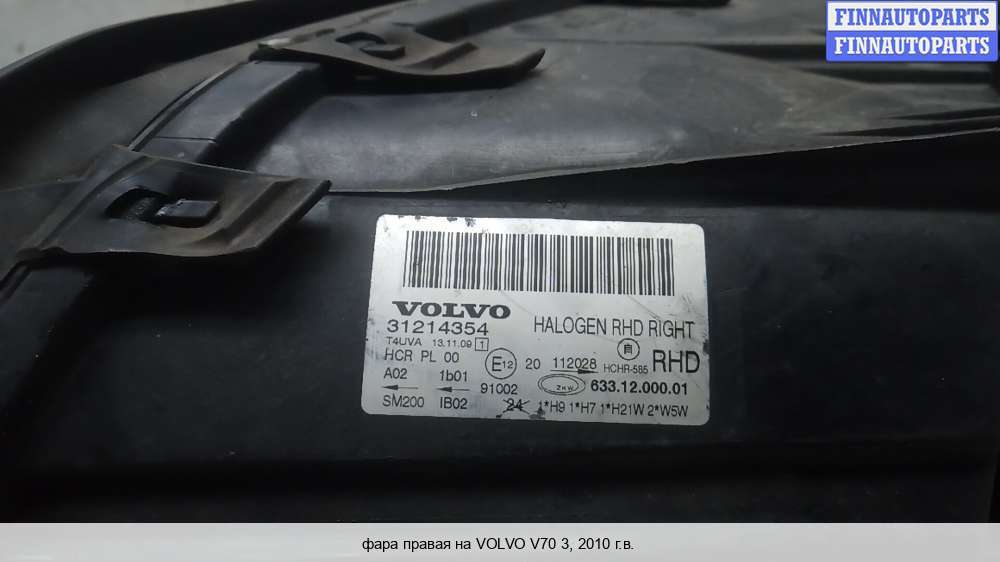 FINNAUTOPARTS
FINNAUTOPARTS
VOLVO
31214354
HALOGEN RHD RIGHT
T4UVA 13.11.09 1
HCR PL 00
E12 20 112028 HCHR-585 RHD
A02 1b01
91002 ZKW 633.12.000.01
SM200 IB02 24 1*H9 1*H7 1*H21W 2*W5W
фара правая на VOLVO V70 3, 2010 г.в.